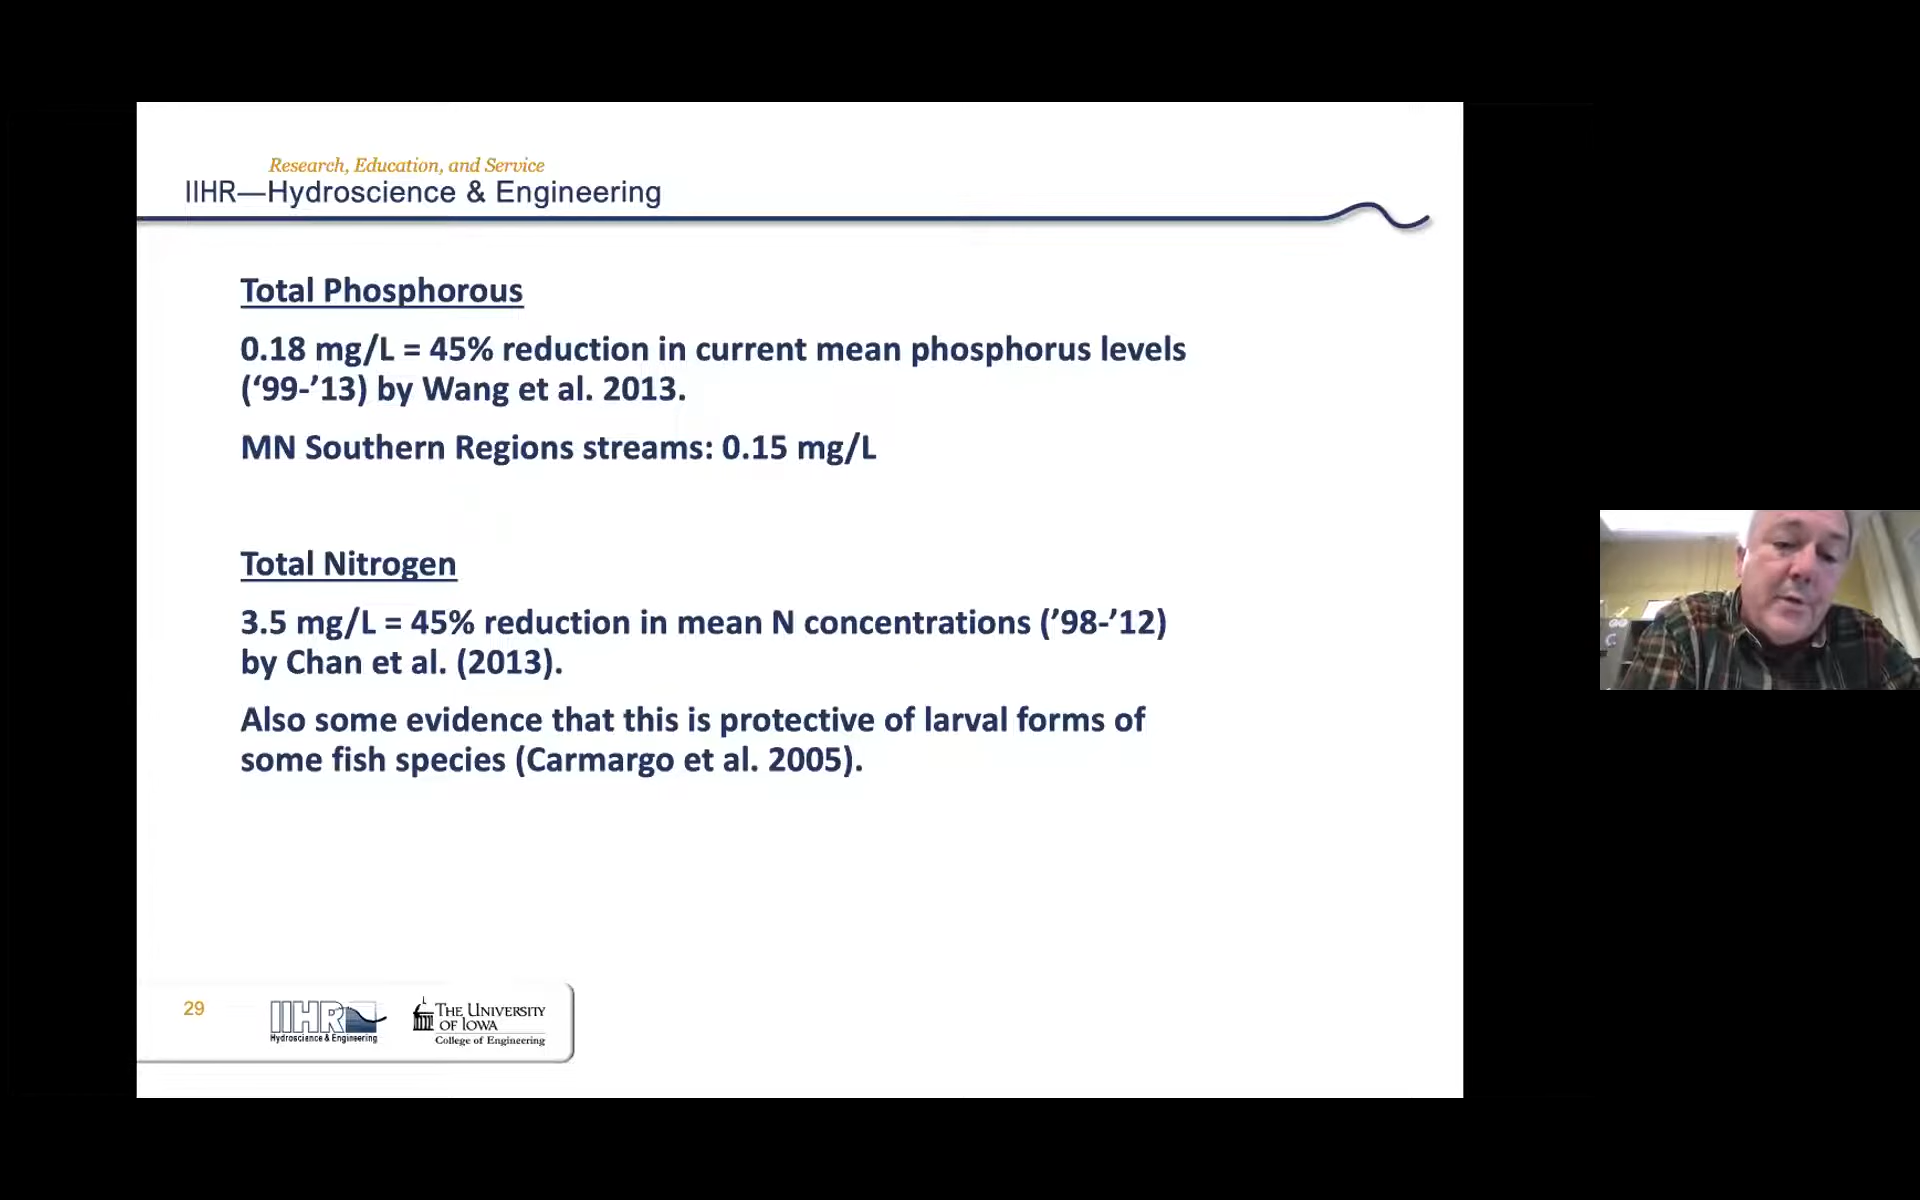 Research, Education, and Service
IIHR—Hydroscience & Engineering
Total Phosphorous
0.18 mg/L = 45% reduction in current mean phosphorus levels
(‘99-’13) by Wang et al. 2013.
MN Southern Regions streams: 0.15 mg/L
Total Nitrogen
3.5 mg/L = 45% reduction in mean N concentrations (’98-’12)
by Chan et al. (2013).
Also some evidence that this is protective of larval forms of
some fish species (Carmargo et al. 2005).
29
IIHR
Hydroscience & Engineering
THE UNIVERSITY
OF IOWA
College of Engineering